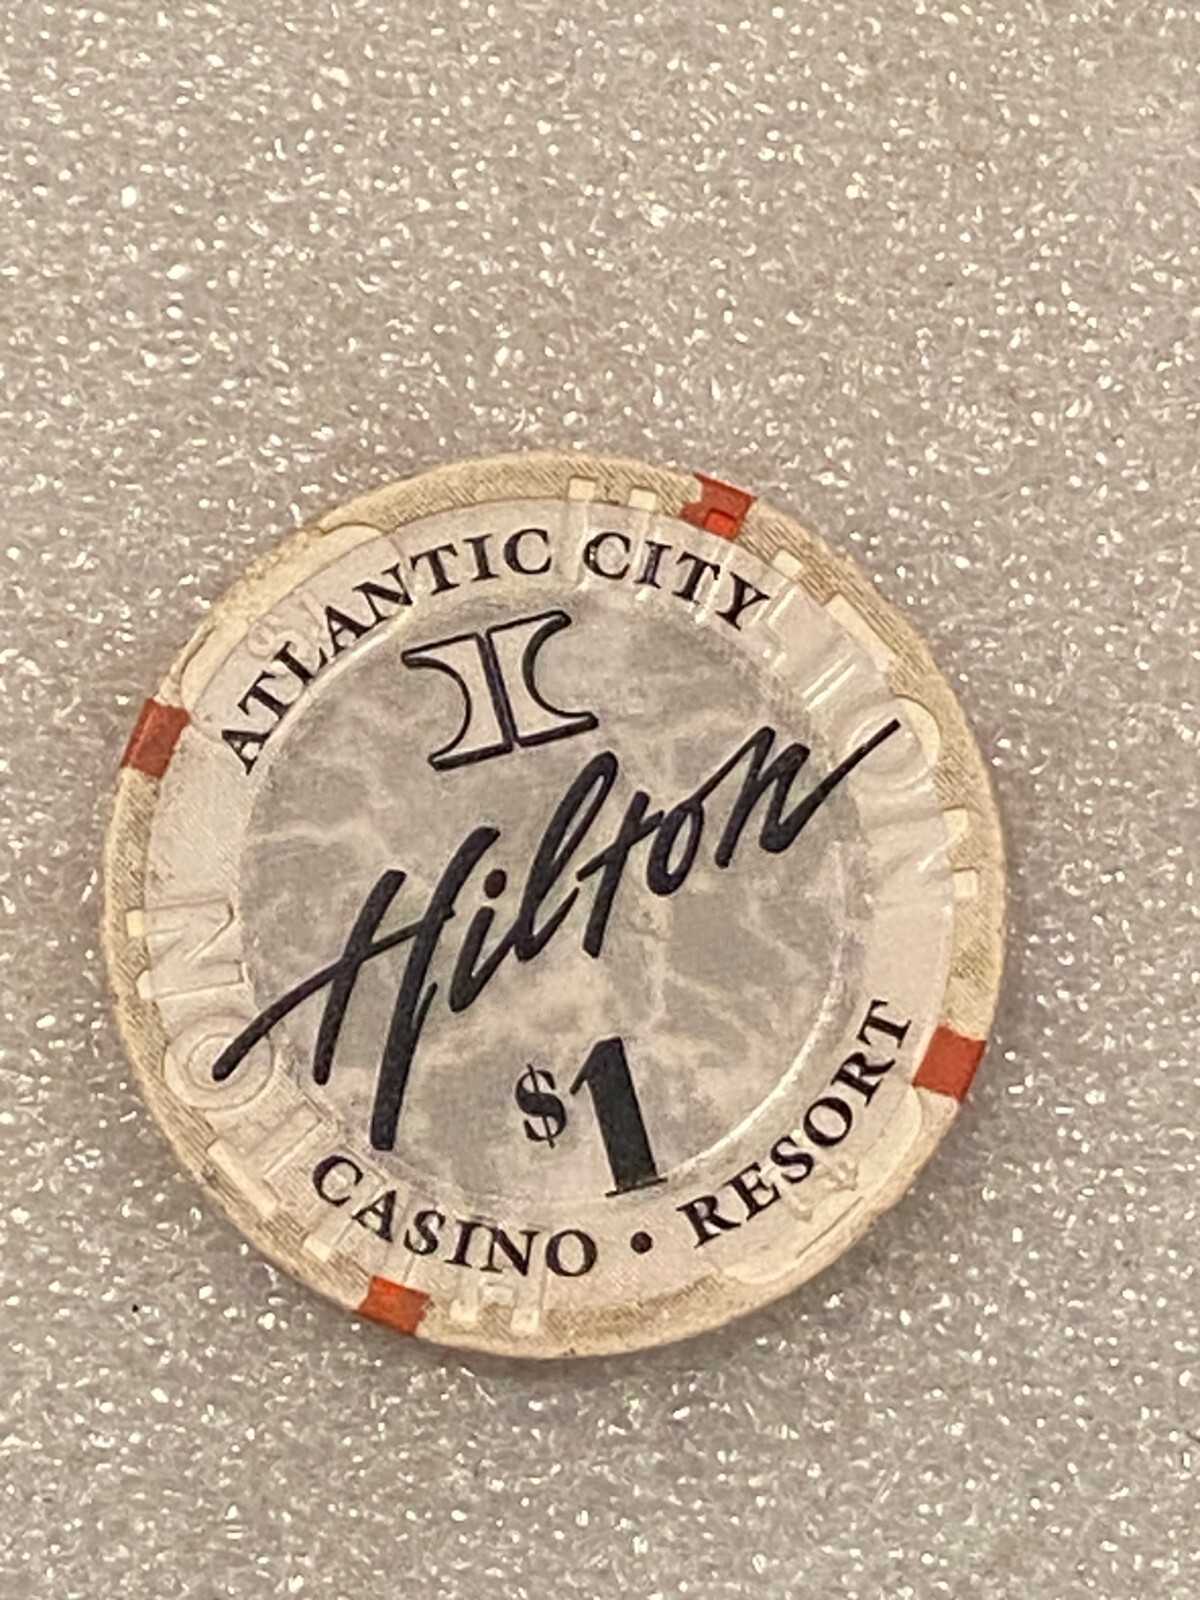 ATLANTIC CITY
Hilton
$1
CASINO • RESORT